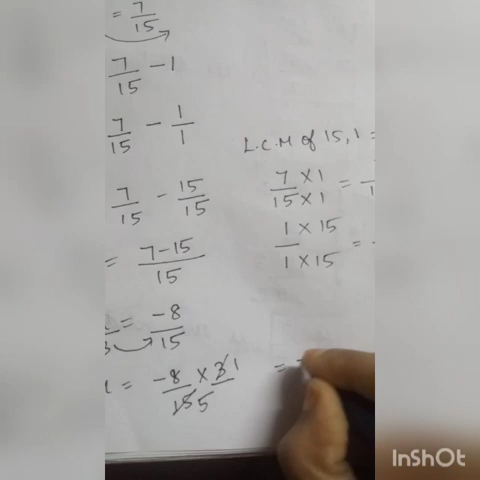 = 7/15
7/15 - 1
7/15 - 1/1
7/15 - 15/15
= 7-15/15
= -8/15
= -8/15 × 3 1/5
L.C.M of 15, 1 =
7×1/15×1 =
1×15/1×15 =
=
InShOt